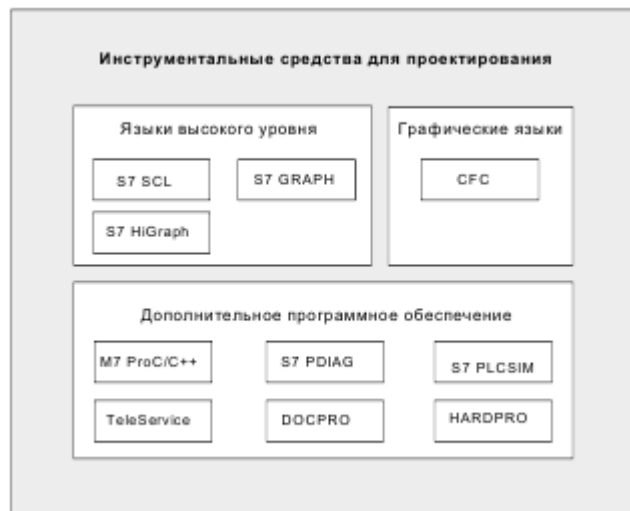 Инструментальные средства для проектирования
Языки высокого уровня
S7 SCL
S7 GRAPH
S7 HiGraph
Графические языки
CFC
Дополнительное программное обеспечение
M7 ProC/C++
S7 PDIAG
S7 PLCSIM
TeleService
DOCPRO
HARDPRO